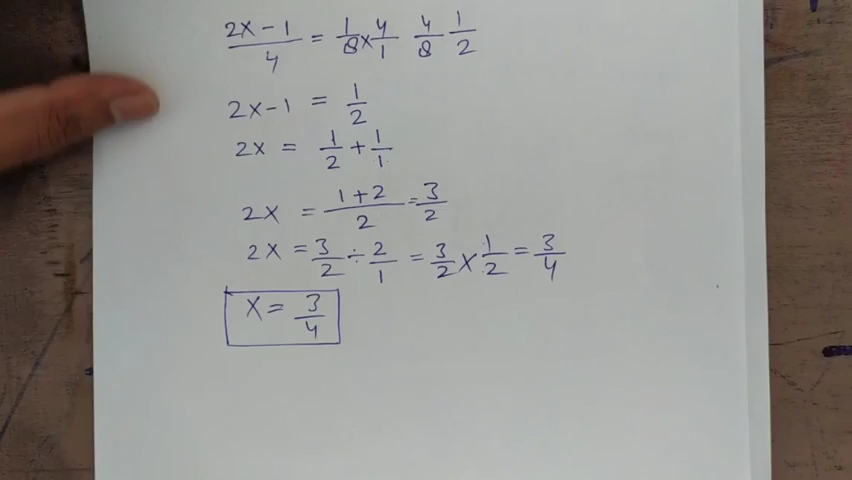 (2x - 1)/4 = 1/8 × 4/1 4/8 1/2
2x - 1 = 1/2
2x = 1/2 + 1/1
2x = (1 + 2)/2 = 3/2
2x = 3/2 ÷ 2/1 = 3/2 × 1/2 = 3/4
x = 3/4